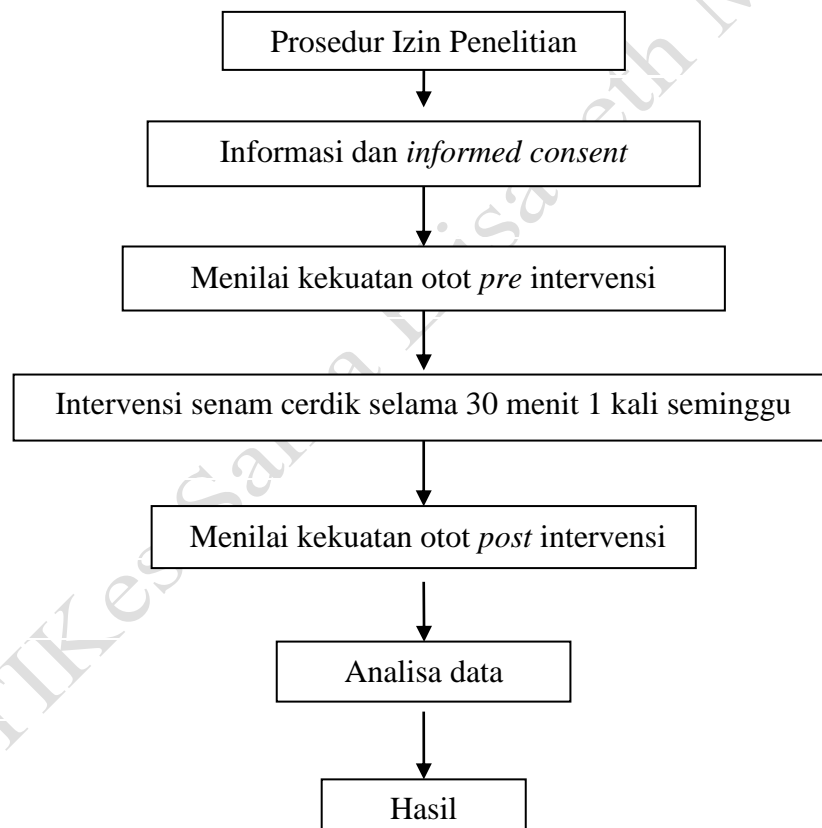 Prosedur Izin Penelitian
Informasi dan informed consent
Menilai kekuatan otot pre intervensi
Intervensi senam cerdik selama 30 menit 1 kali seminggu
Menilai kekuatan otot post intervensi
Analisa data
Hasil